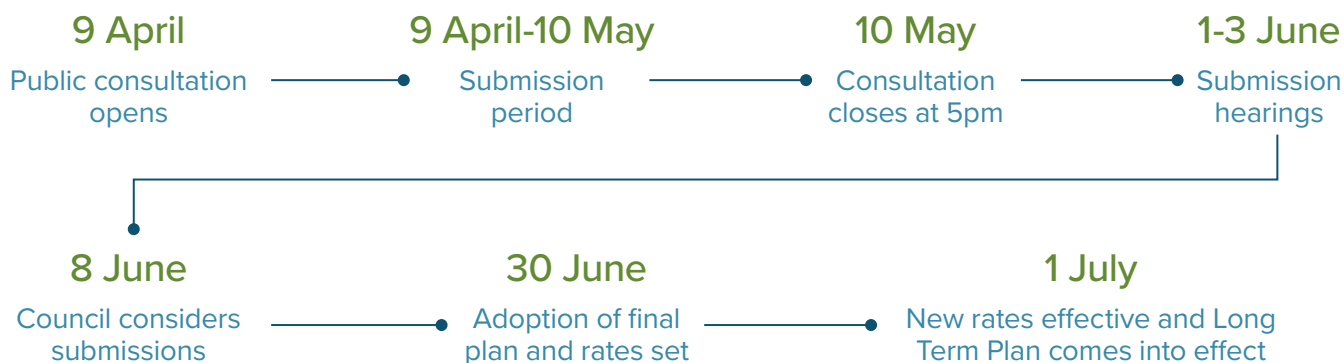 9 April
Public consultation
opens
9 April-10 May
Submission
period
10 May
Consultation
closes at 5pm
1-3 June
Submission
hearings
8 June
Council considers
submissions
30 June
Adoption of final
plan and rates set
1 July
New rates effective and Long
Term Plan comes into effect